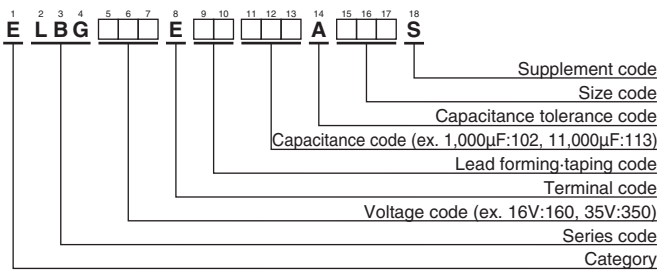 1 2 3 4 5 6 7 8 9 10 11 12 13 14 15 16 17 18
E L B G □□□ E □□ □□□ A □□□ S
Supplement code
Size code
Capacitance tolerance code
Capacitance code (ex. 1,000μF:102, 11,000μF:113)
Lead forming·taping code
Terminal code
Voltage code (ex. 16V:160, 35V:350)
Series code
Category